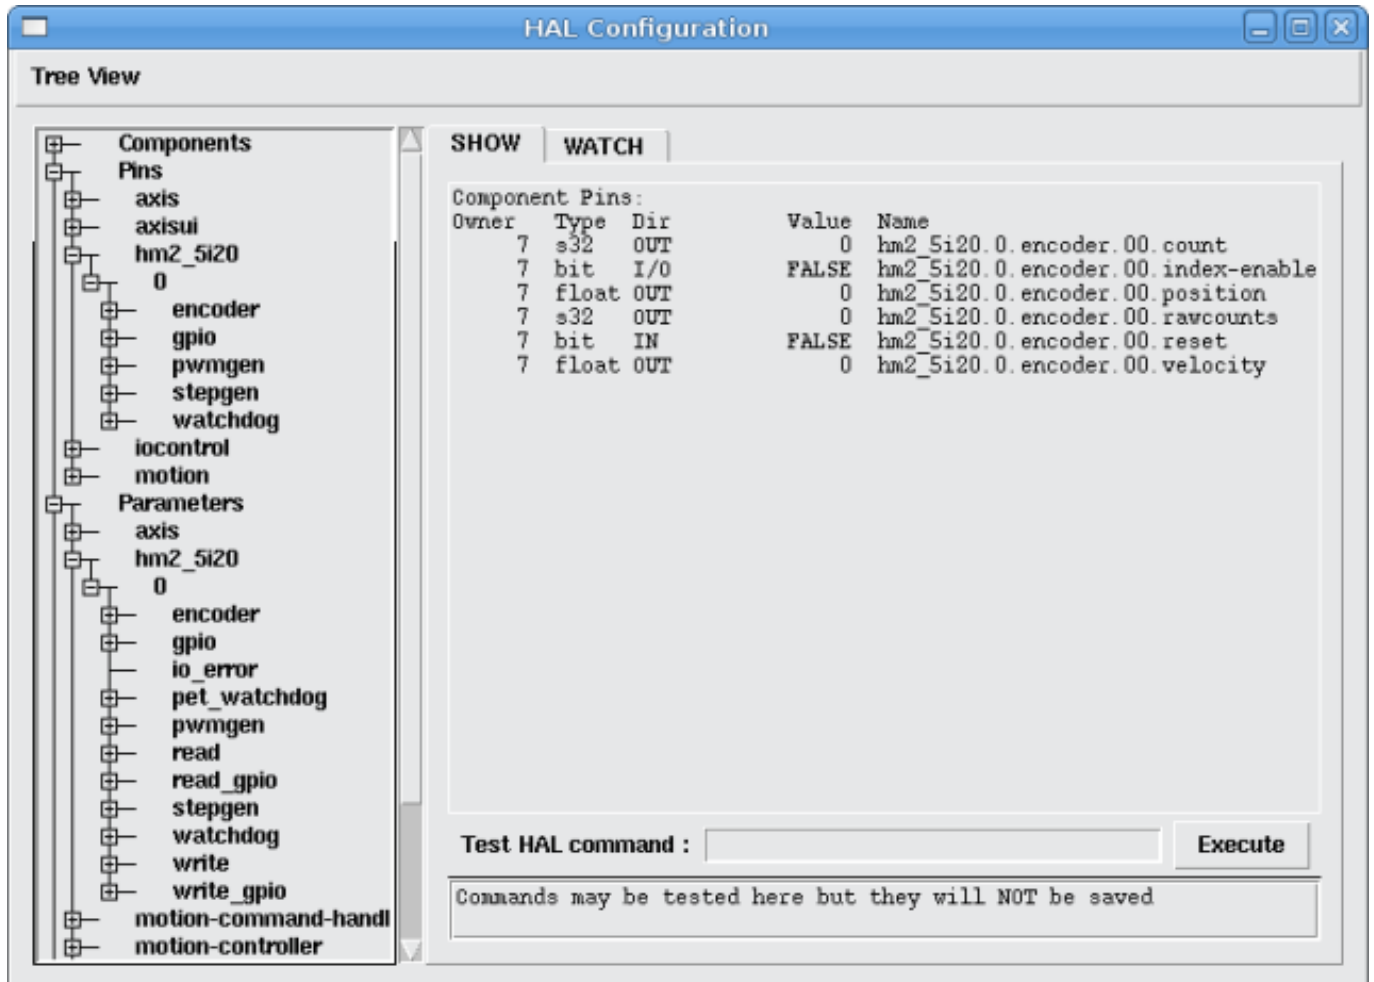 HAL Configuration
Tree View
Components
Pins
axis
axisui
hm2_5i20
0
encoder
gpio
pwmgen
stepgen
watchdog
iocontrol
motion
Parameters
axis
hm2_5i20
0
encoder
gpio
io_error
pet_watchdog
pwmgen
read
read_gpio
stepgen
watchdog
write
write_gpio
motion-command-handl
motion-controller
SHOW WATCH
Component Pins:
Owner Type Dir Value Name
7 s32 OUT 0 hm2_5i20.0.encoder.00.count
7 bit I/O FALSE hm2_5i20.0.encoder.00.index-enable
7 float OUT 0 hm2_5i20.0.encoder.00.position
7 s32 OUT 0 hm2_5i20.0.encoder.00.rawcounts
7 bit IN FALSE hm2_5i20.0.encoder.00.reset
7 float OUT 0 hm2_5i20.0.encoder.00.velocity
Test HAL command : Execute
Commands may be tested here but they will NOT be saved